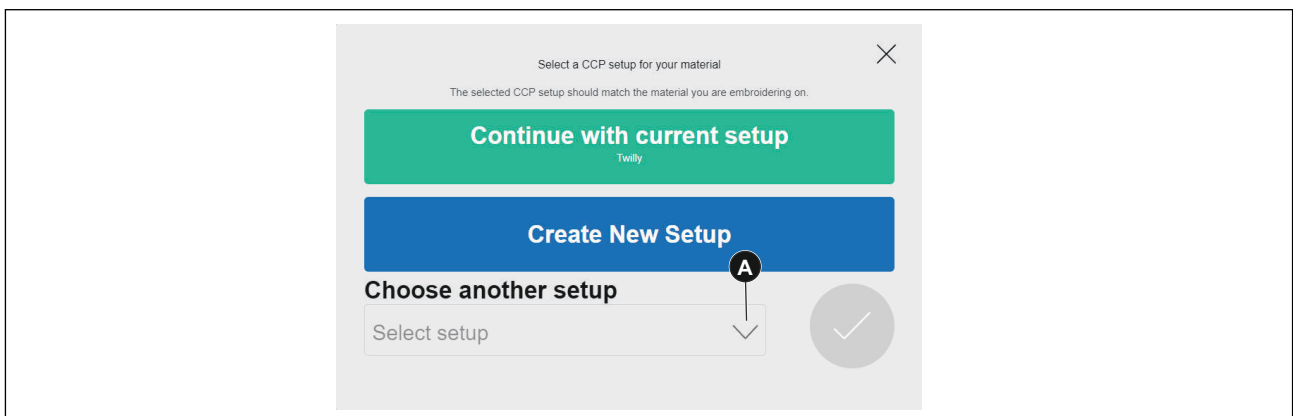 Select a CCP setup for your material
The selected CCP setup should match the material you are embroidering on.
Continue with current setup
Twilly
Create New Setup
A
Choose another setup
Select setup